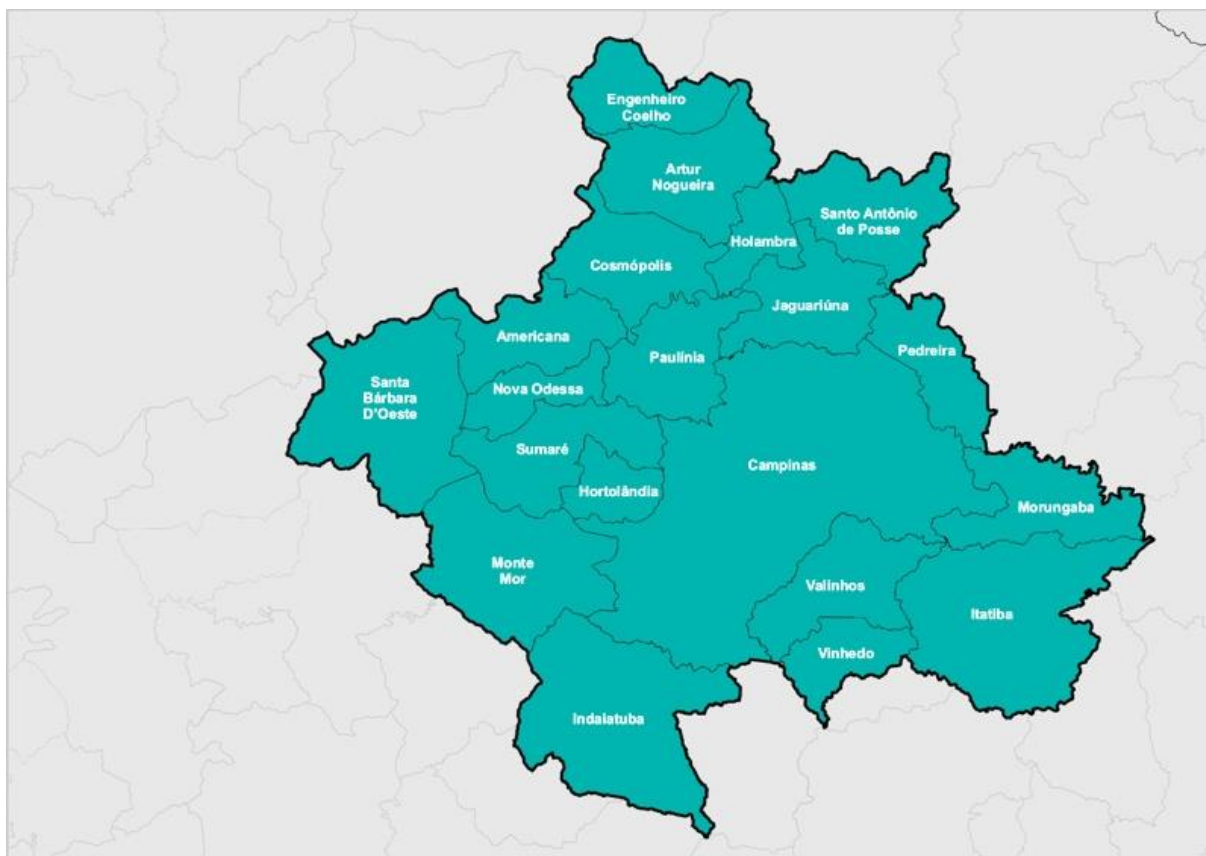 Engenheiro
Coelho
Artur
Nogueira
Santo Antônio
de Posse
Holambra
Cosmópolis
Jaguariúna
Americana
Paulínia
Pedreira
Nova Odessa
Santa
Bárbara
D'Oeste
Sumaré
Campinas
Hortolândia
Morungaba
Monte
Mor
Valinhos
Itatiba
Vinhedo
Indaiatuba